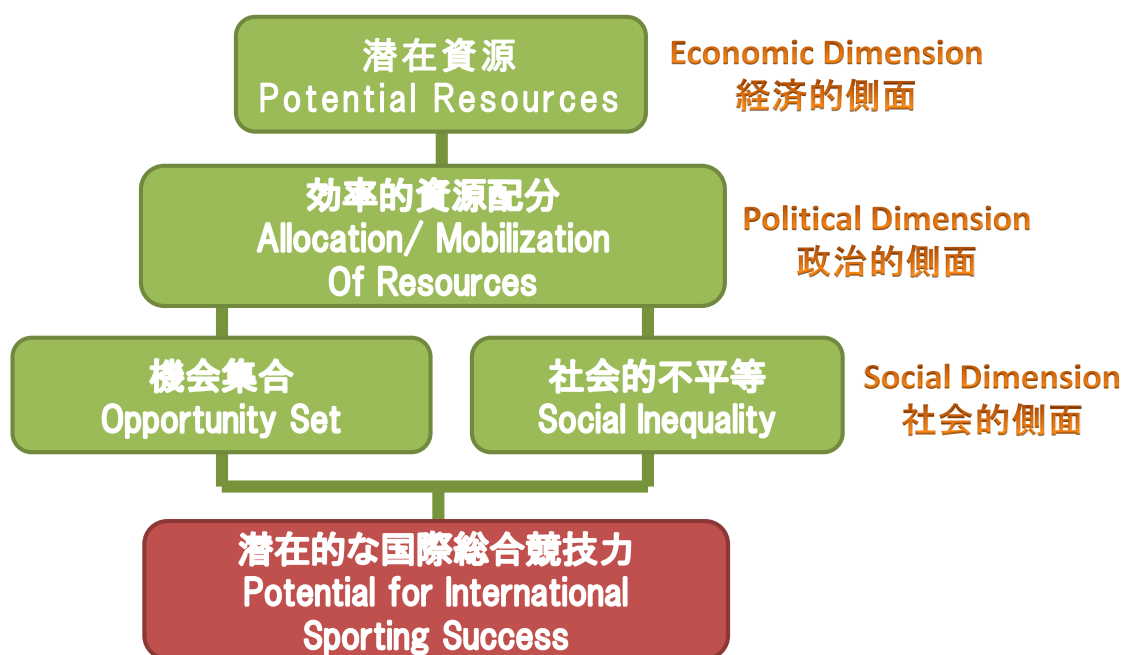 潜在資源
Potential Resources
Economic Dimension
経済的側面
効率的資源配分
Allocation/ Mobilization
Of Resources
Political Dimension
政治的側面
機会集合
Opportunity Set
社会的不平等
Social Inequality
Social Dimension
社会的側面
潜在的な国際総合競技力
Potential for International
Sporting Success